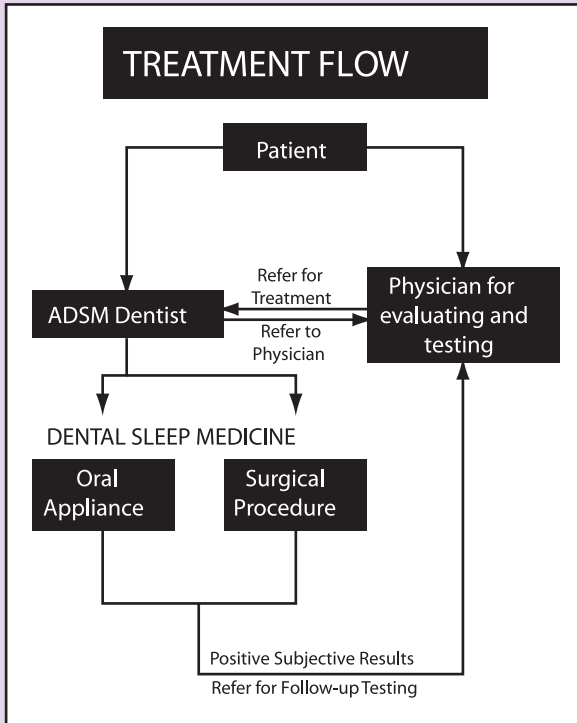 TREATMENT FLOW
Patient
Refer for
Treatment
ADSM Dentist
Refer to
Physician
Physician for
evaluating and
testing
DENTAL SLEEP MEDICINE
Oral
Appliance
Surgical
Procedure
Positive Subjective Results
Refer for Follow-up Testing